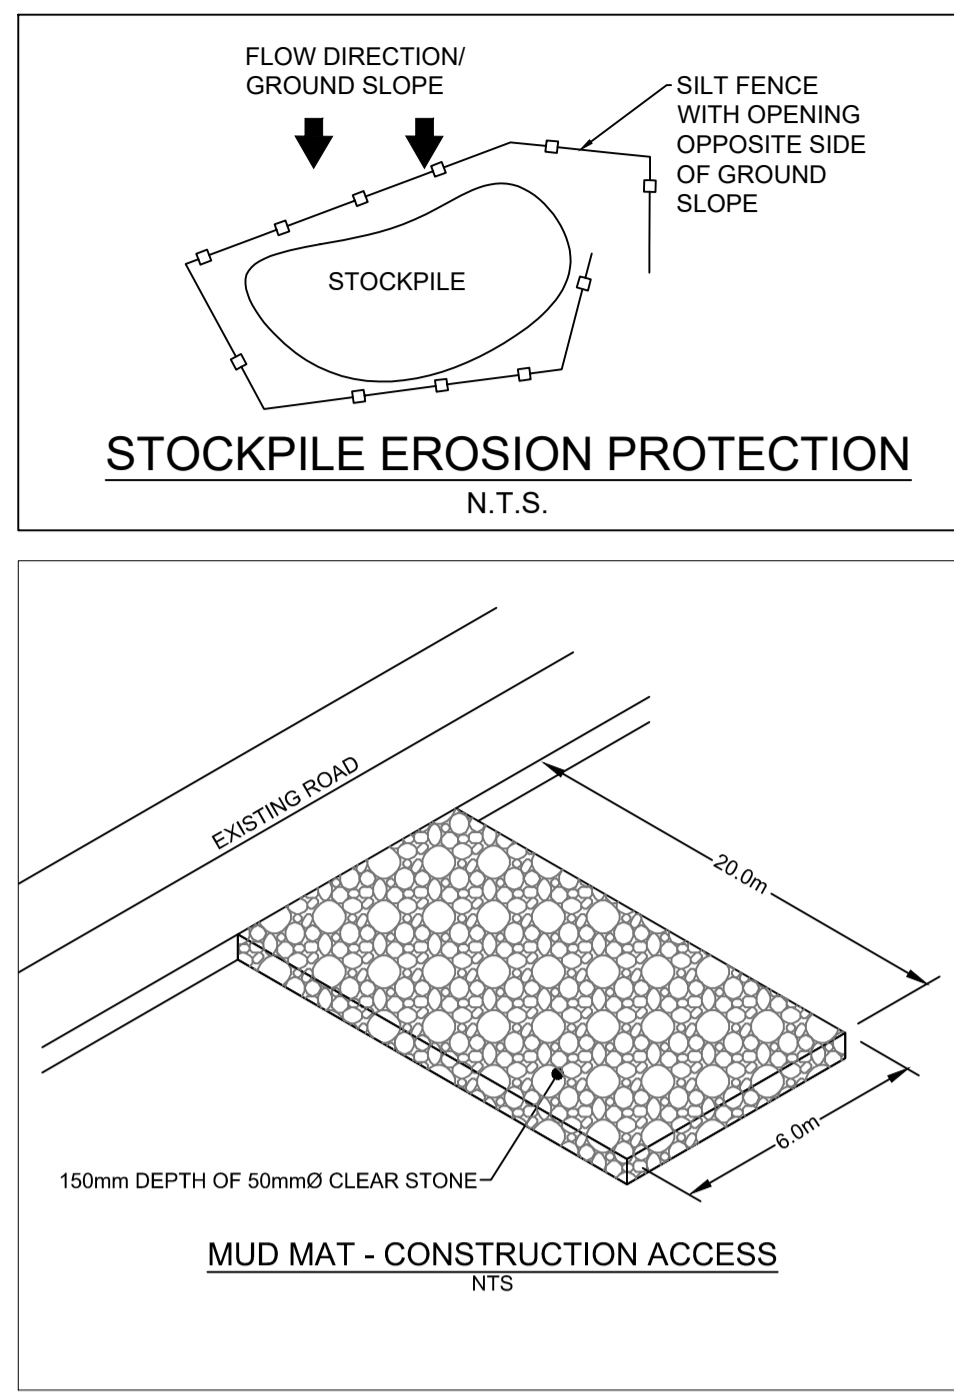 FLOW DIRECTION/
GROUND SLOPE
SILT FENCE
WITH OPENING
OPPOSITE SIDE
OF GROUND
SLOPE
STOCKPILE
STOCKPILE EROSION PROTECTION
N.T.S.
EXISTING ROAD
20.0m
6.0m
150mm DEPTH OF 50mmØ CLEAR STONE
MUD MAT - CONSTRUCTION ACCESS
NTS